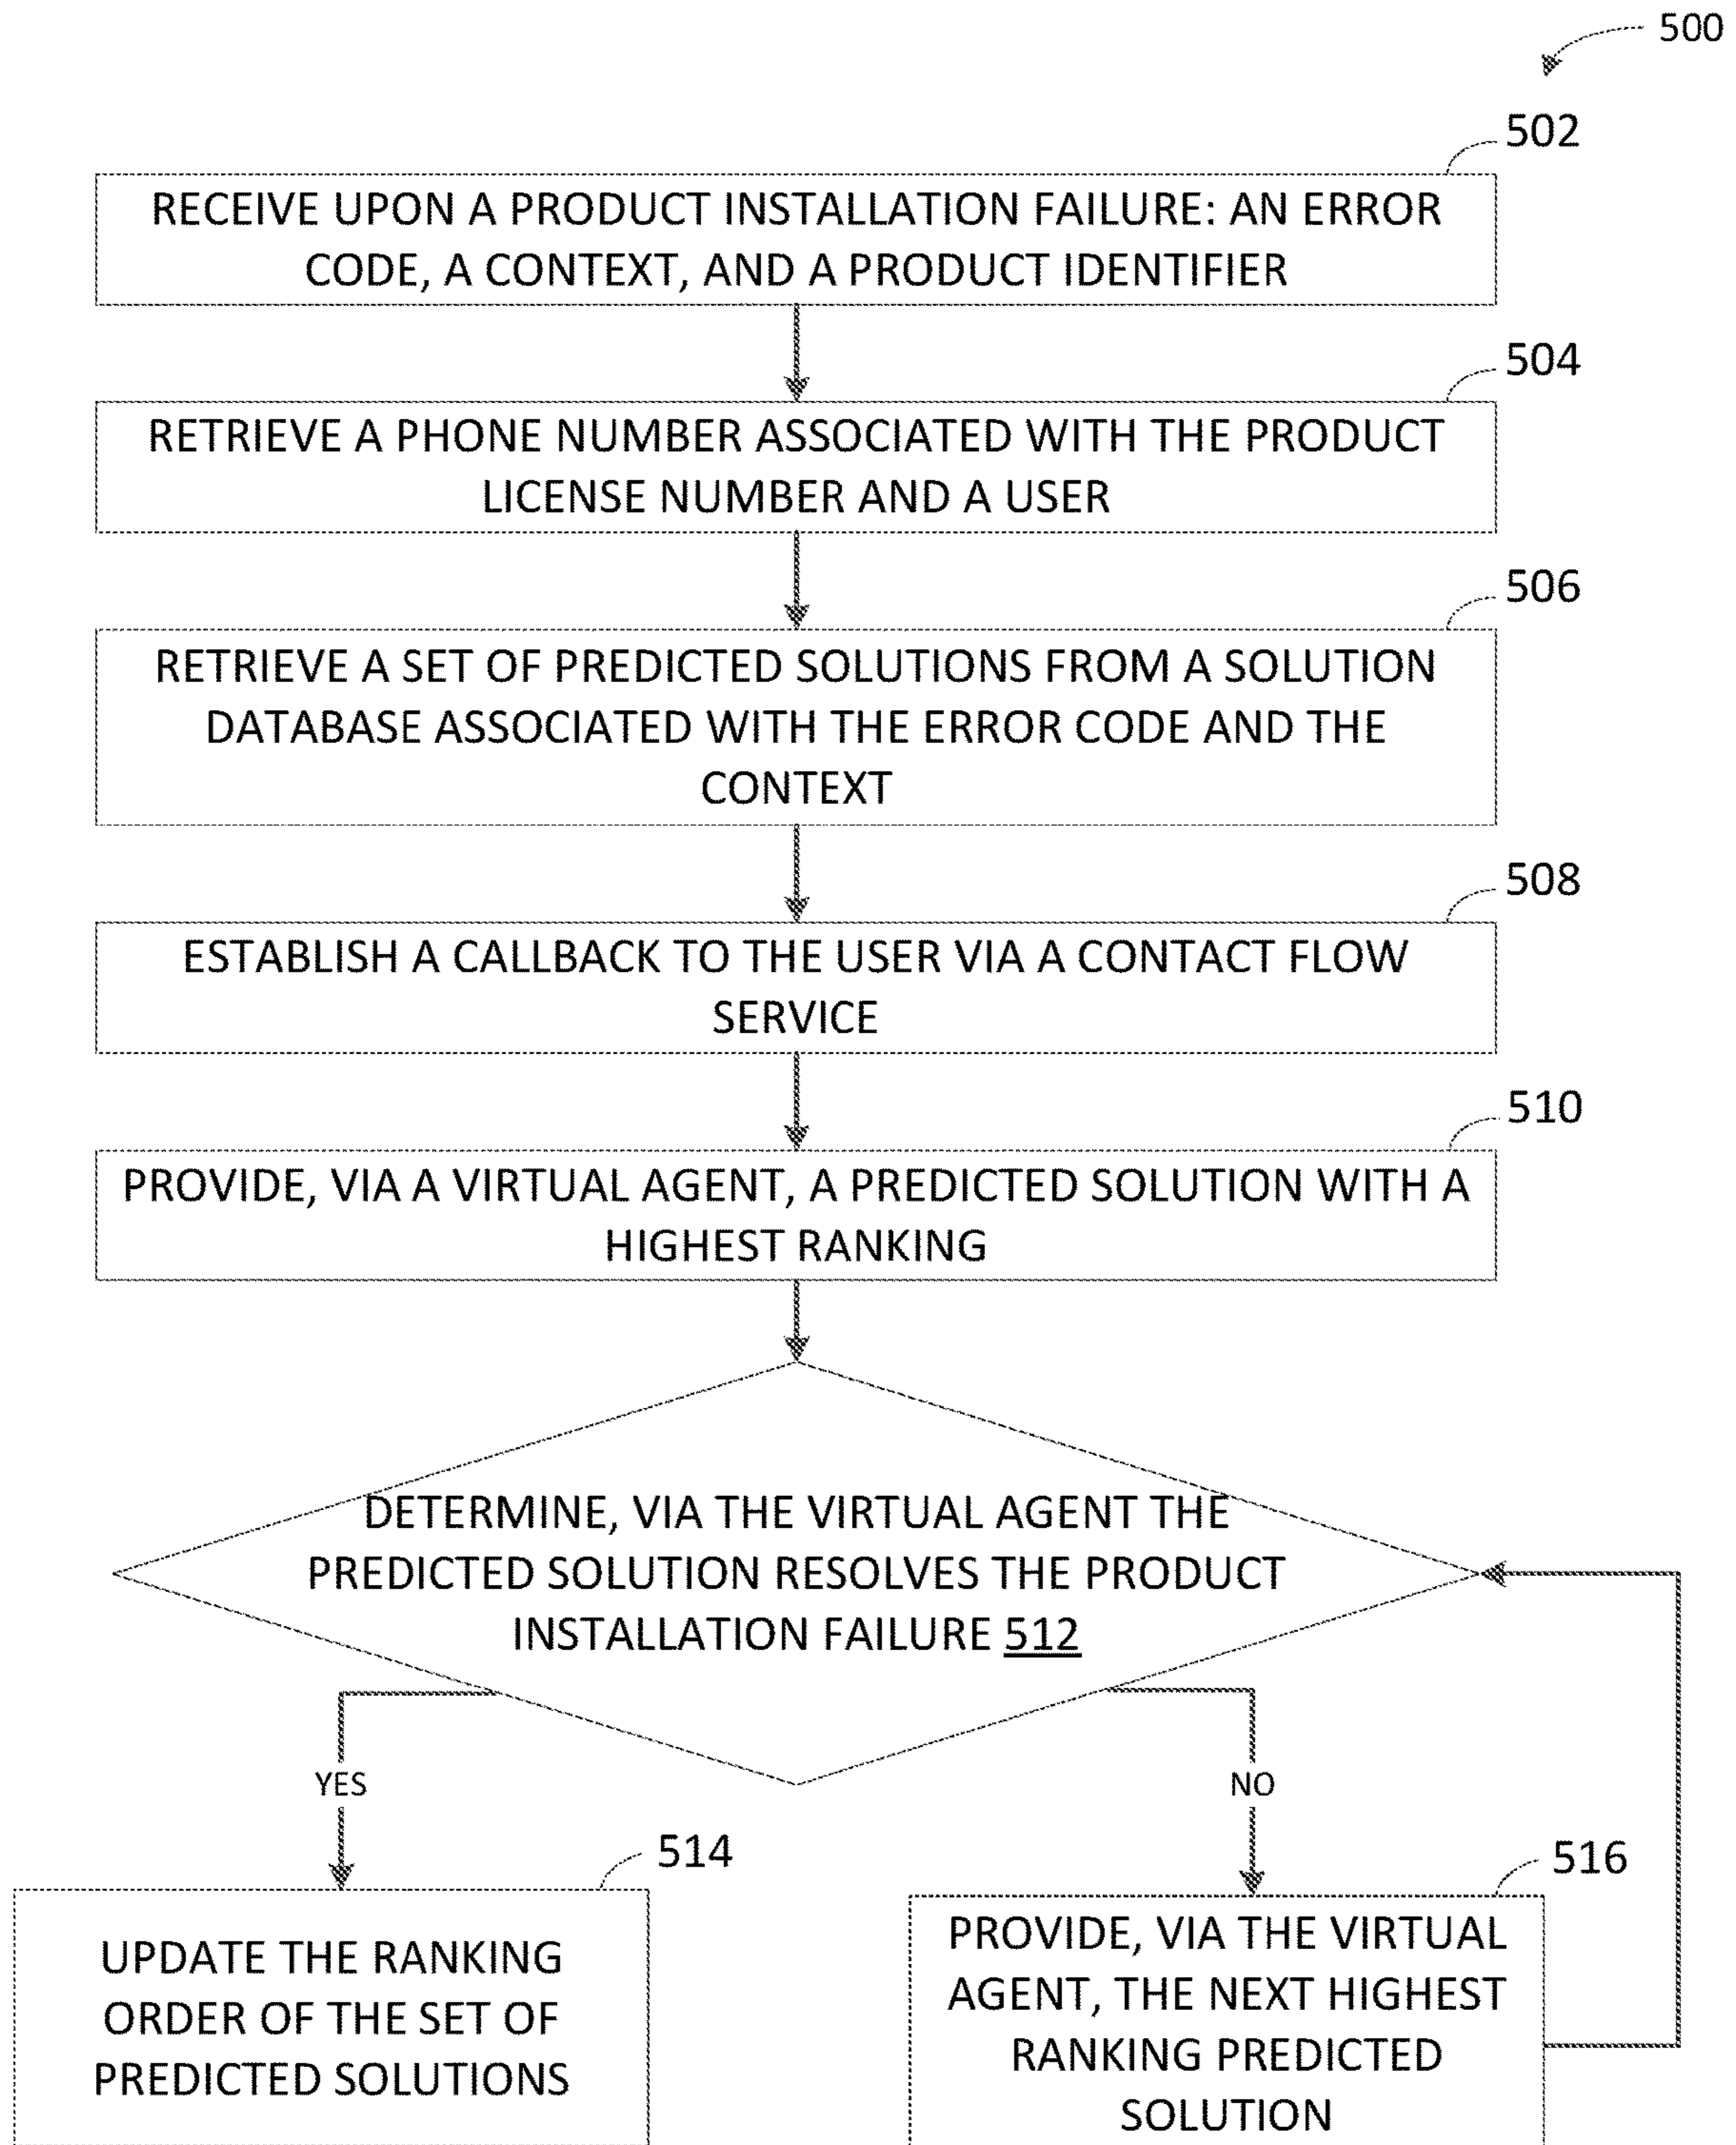 500
502
RECEIVE UPON A PRODUCT INSTALLATION FAILURE: AN ERROR
CODE, A CONTEXT, AND A PRODUCT IDENTIFIER
504
RETRIEVE A PHONE NUMBER ASSOCIATED WITH THE PRODUCT
LICENSE NUMBER AND A USER
506
RETRIEVE A SET OF PREDICTED SOLUTIONS FROM A SOLUTION
DATABASE ASSOCIATED WITH THE ERROR CODE AND THE
CONTEXT
508
ESTABLISH A CALLBACK TO THE USER VIA A CONTACT FLOW
SERVICE
510
PROVIDE, VIA A VIRTUAL AGENT, A PREDICTED SOLUTION WITH A
HIGHEST RANKING
DETERMINE, VIA THE VIRTUAL AGENT THE
PREDICTED SOLUTION RESOLVES THE PRODUCT
INSTALLATION FAILURE 512
YES
NO
514
UPDATE THE RANKING
ORDER OF THE SET OF
PREDICTED SOLUTIONS
516
PROVIDE, VIA THE VIRTUAL
AGENT, THE NEXT HIGHEST
RANKING PREDICTED
SOLUTION